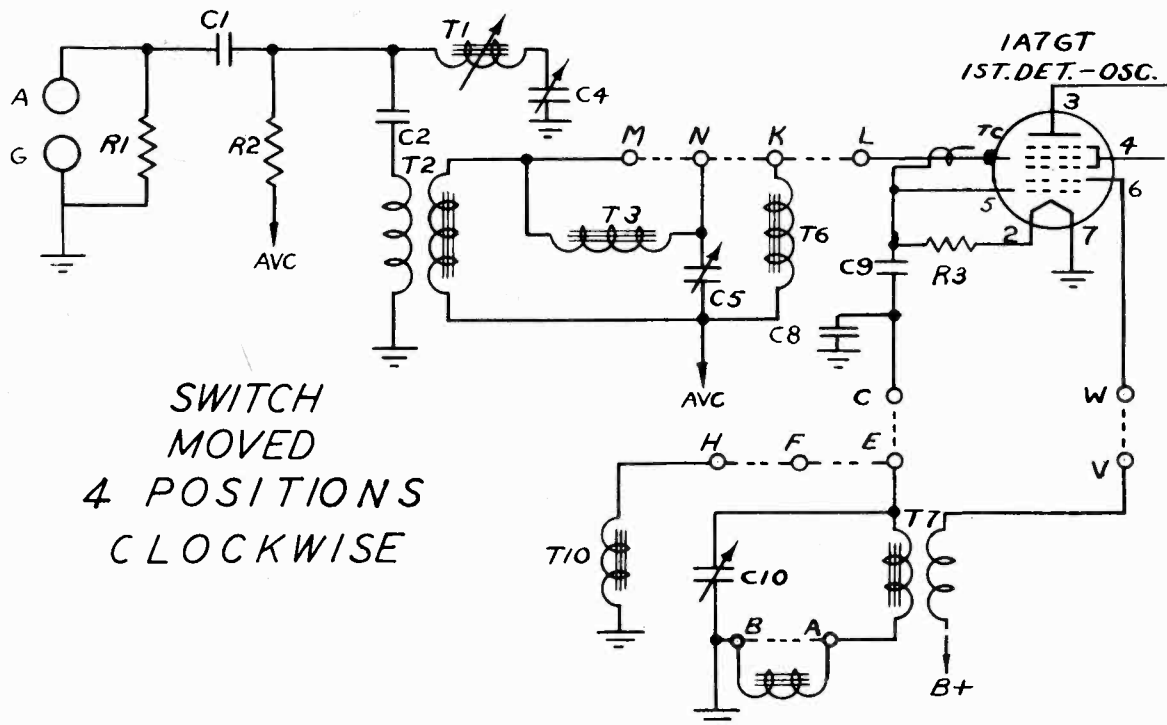 C1
T1
1A7GT
1ST. DET.-OSC.
3
A
C4
TC
4
G
R1
R2
C2
M
N
K
L
6
T2
5
T3
T6
2
7
AVC
C9
R3
C5
C8
SWITCH
MOVED
4 POSITIONS
CLOCKWISE
AVC
C
W
H
F
E
V
T7
T10
C10
B
A
B+